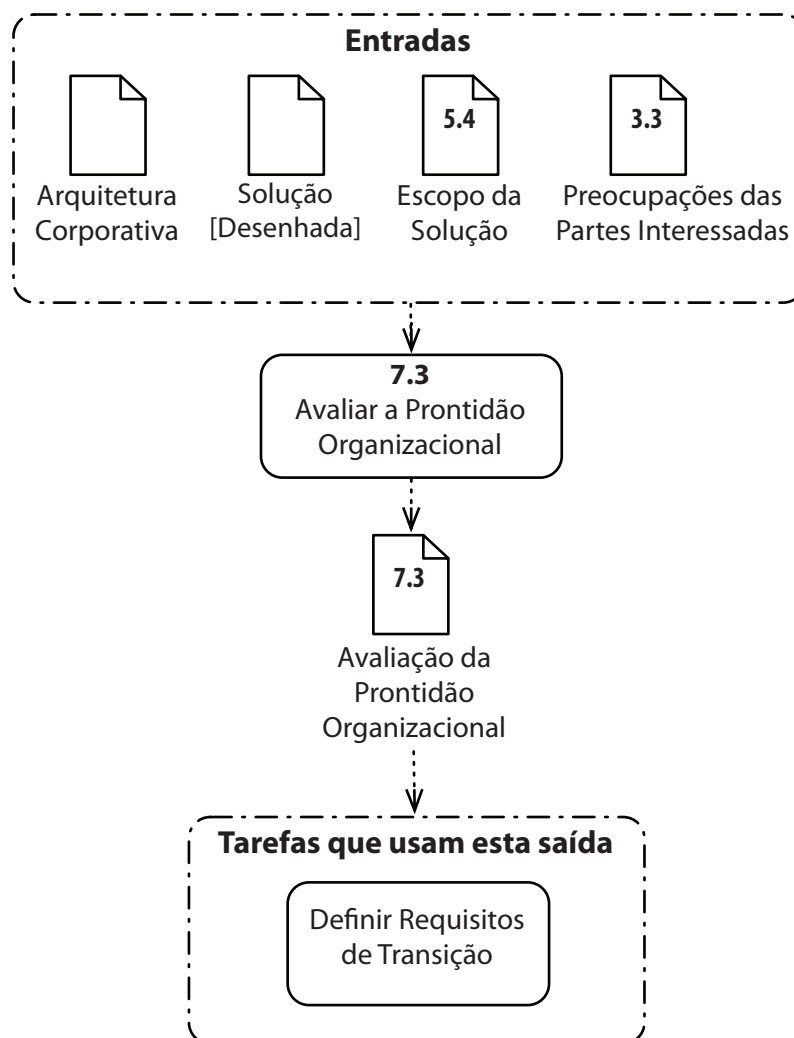 Entradas
5.4
3.3
Arquitetura
Corporativa
Solução
[Desenhada]
Escopo da
Solução
Preocupações das
Partes Interessadas
7.3
Avaliar a Prontidão
Organizacional
7.3
Avaliação da
Prontidão
Organizacional
Tarefas que usam esta saída
Definir Requisitos
de Transição